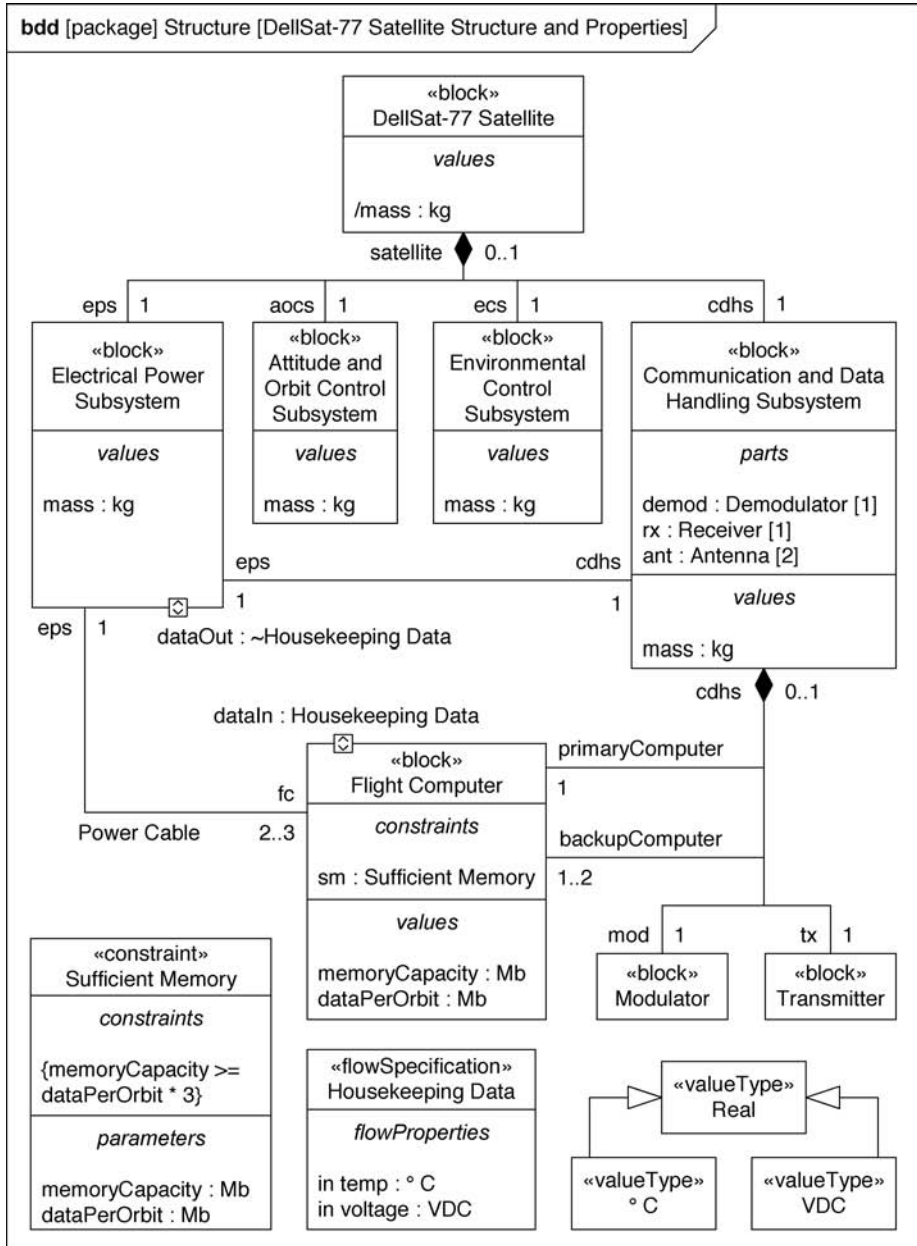 bdd [package] Structure [DellSat-77 Satellite Structure and Properties]
«block»
DellSat-77 Satellite
values
/mass : kg
satellite 0..1
eps 1
aocs 1
ecs 1
cdhs 1
«block»
Electrical Power
Subsystem
values
mass : kg
«block»
Attitude and
Orbit Control
Subsystem
values
mass : kg
«block»
Environmental
Control
Subsystem
values
mass : kg
«block»
Communication and Data
Handling Subsystem
parts
demod : Demodulator [1]
rx : Receiver [1]
ant : Antenna [2]
values
mass : kg
eps cdhs
1 1
eps 1
dataOut : ~Housekeeping Data
cdhs 0..1
dataIn : Housekeeping Data
«block»
Flight Computer
constraints
sm : Sufficient Memory
values
memoryCapacity : Mb
dataPerOrbit : Mb
fc
Power Cable 2..3
primaryComputer
1
backupComputer
1..2
mod 1
tx 1
«block»
Modulator
«block»
Transmitter
«constraint»
Sufficient Memory
constraints
{memoryCapacity >=
dataPerOrbit * 3}
parameters
memoryCapacity : Mb
dataPerOrbit : Mb
«flowSpecification»
Housekeeping Data
flowProperties
in temp : ° C
in voltage : VDC
«valueType»
Real
«valueType»
° C
«valueType»
VDC